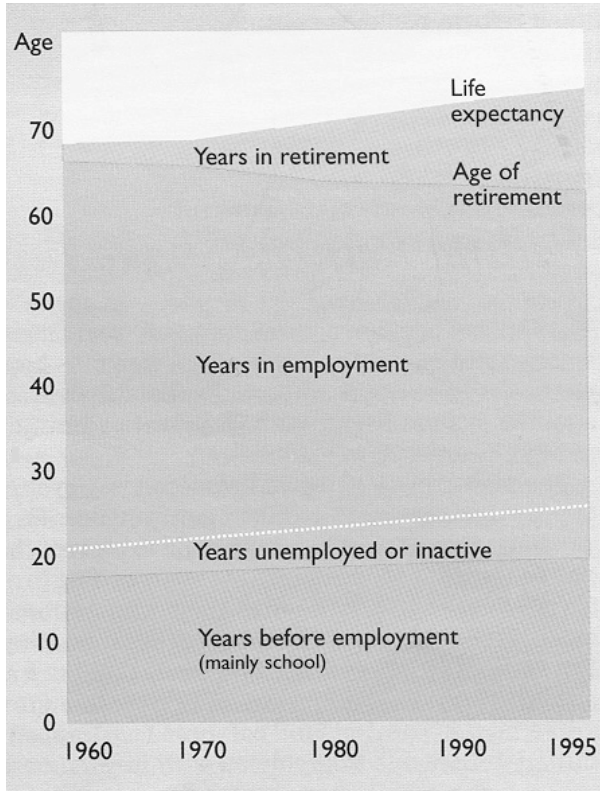 Age
Life
expectancy
70
Years in retirement
Age of
retirement
60
50
Years in employment
40
30
20
Years unemployed or inactive
10
Years before employment
(mainly school)
0
1960 1970 1980 1990 1995